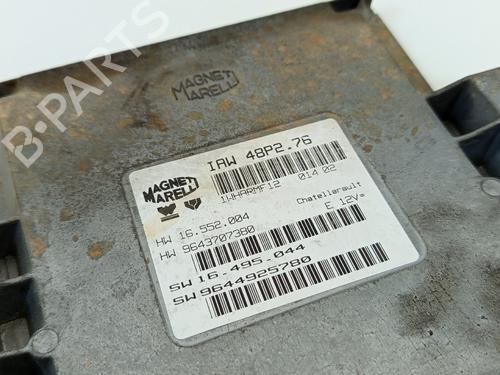 B-PARTS
MAGNETI
MARELLI
IAW 48P2.76
MAGNETI
MARELLI
1WHARMF12 014 02
Chatellerault
HW 16.552.004 E 12V=
HW 9643707380
SW 16.495.044
SW 9644925780